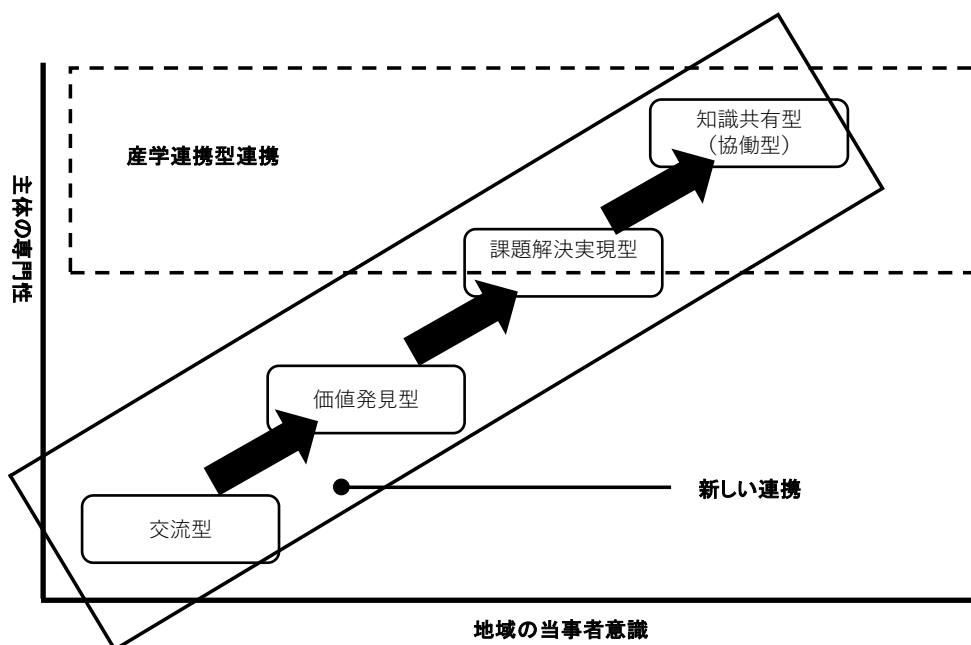 知識共有型
（協働型）
産学連携型連携
主体の専門性
課題解決実現型
価値発見型
新しい連携
交流型
地域の当事者意識